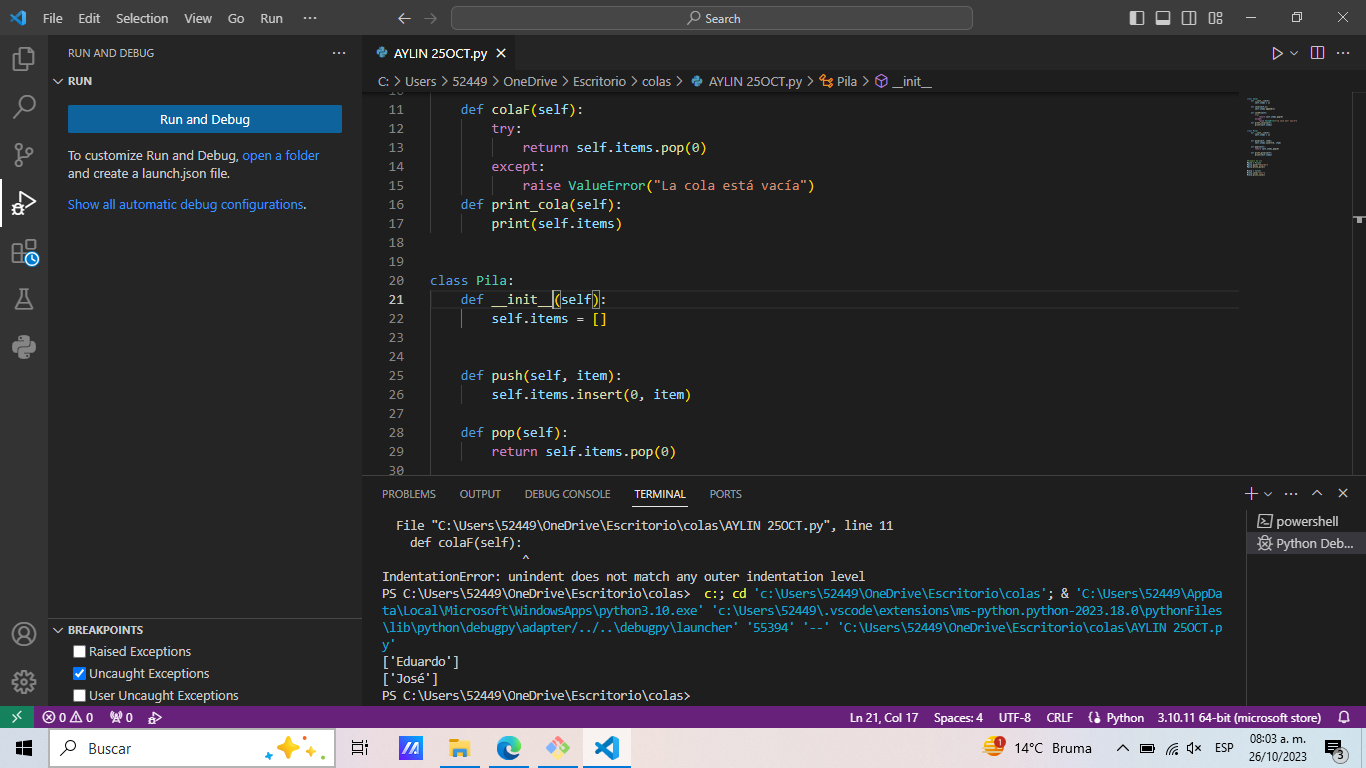 File Edit Selection View Go Run ··· Search
RUN AND DEBUG ···
RUN
Run and Debug
To customize Run and Debug, open a folder
and create a launch.json file.
Show all automatic debug configurations.
BREAKPOINTS
Raised Exceptions
Uncaught Exceptions
User Uncaught Exceptions
AYLIN 25OCT.py
C: > Users > 52449 > OneDrive > Escritorio > colas > AYLIN 25OCT.py > Pila > __init__
10
11 def colaF(self):
12 try:
13 return self.items.pop(0)
14 except:
15 raise ValueError("La cola está vacía")
16 def print_cola(self):
17 print(self.items)
18
19
20 class Pila:
21 def __init__(self):
22 self.items = []
23
24
25 def push(self, item):
26 self.items.insert(0, item)
27
28 def pop(self):
29 return self.items.pop(0)
30
PROBLEMS OUTPUT DEBUG CONSOLE TERMINAL PORTS
File "C:\Users\52449\OneDrive\Escritorio\colas\AYLIN 25OCT.py", line 11
def colaF(self):
^
IndentationError: unindent does not match any outer indentation level
PS C:\Users\52449\OneDrive\Escritorio\colas> c:; cd 'c:\Users\52449\OneDrive\Escritorio\colas'; & 'C:\Users\52449\AppDa
ta\Local\Microsoft\WindowsApps\python3.10.exe' 'c:\Users\52449\.vscode\extensions\ms-python.python-2023.18.0\pythonFiles
\lib\python\debugpy\adapter/../..\debugpy\launcher' '55394' '--' 'C:\Users\52449\OneDrive\Escritorio\colas\AYLIN 25OCT.p
y'
['Eduardo']
['José']
PS C:\Users\52449\OneDrive\Escritorio\colas>
powershell
Python Deb...
0 0 0 Ln 21, Col 17 Spaces: 4 UTF-8 CRLF Python 3.10.11 64-bit (microsoft store)
Buscar 1 14°C Bruma ESP 08:03 a. m.
26/10/2023 3